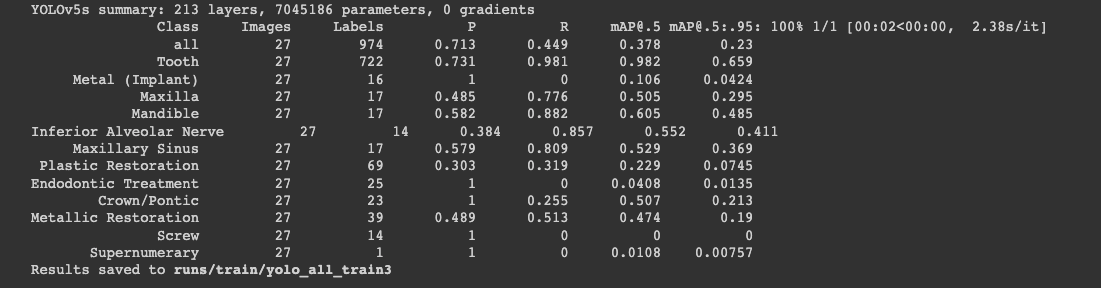 YOLOv5s summary: 213 layers, 7045186 parameters, 0 gradients
Class Images Labels P R mAP@.5 mAP@.5:.95: 100% 1/1 [00:02<00:00, 2.38s/it]
all 27 974 0.713 0.449 0.378 0.23
Tooth 27 722 0.731 0.981 0.982 0.659
Metal (Implant) 27 16 1 0 0.106 0.0424
Maxilla 27 17 0.485 0.776 0.505 0.295
Mandible 27 17 0.582 0.882 0.605 0.485
Inferior Alveolar Nerve 27 14 0.384 0.857 0.552 0.411
Maxillary Sinus 27 17 0.579 0.809 0.529 0.369
Plastic Restoration 27 69 0.303 0.319 0.229 0.0745
Endodontic Treatment 27 25 1 0 0.0408 0.0135
Crown/Pontic 27 23 1 0.255 0.507 0.213
Metallic Restoration 27 39 0.489 0.513 0.474 0.19
Screw 27 14 1 0 0 0
Supernumerary 27 1 1 0 0.0108 0.00757
Results saved to runs/train/yolo_all_train3